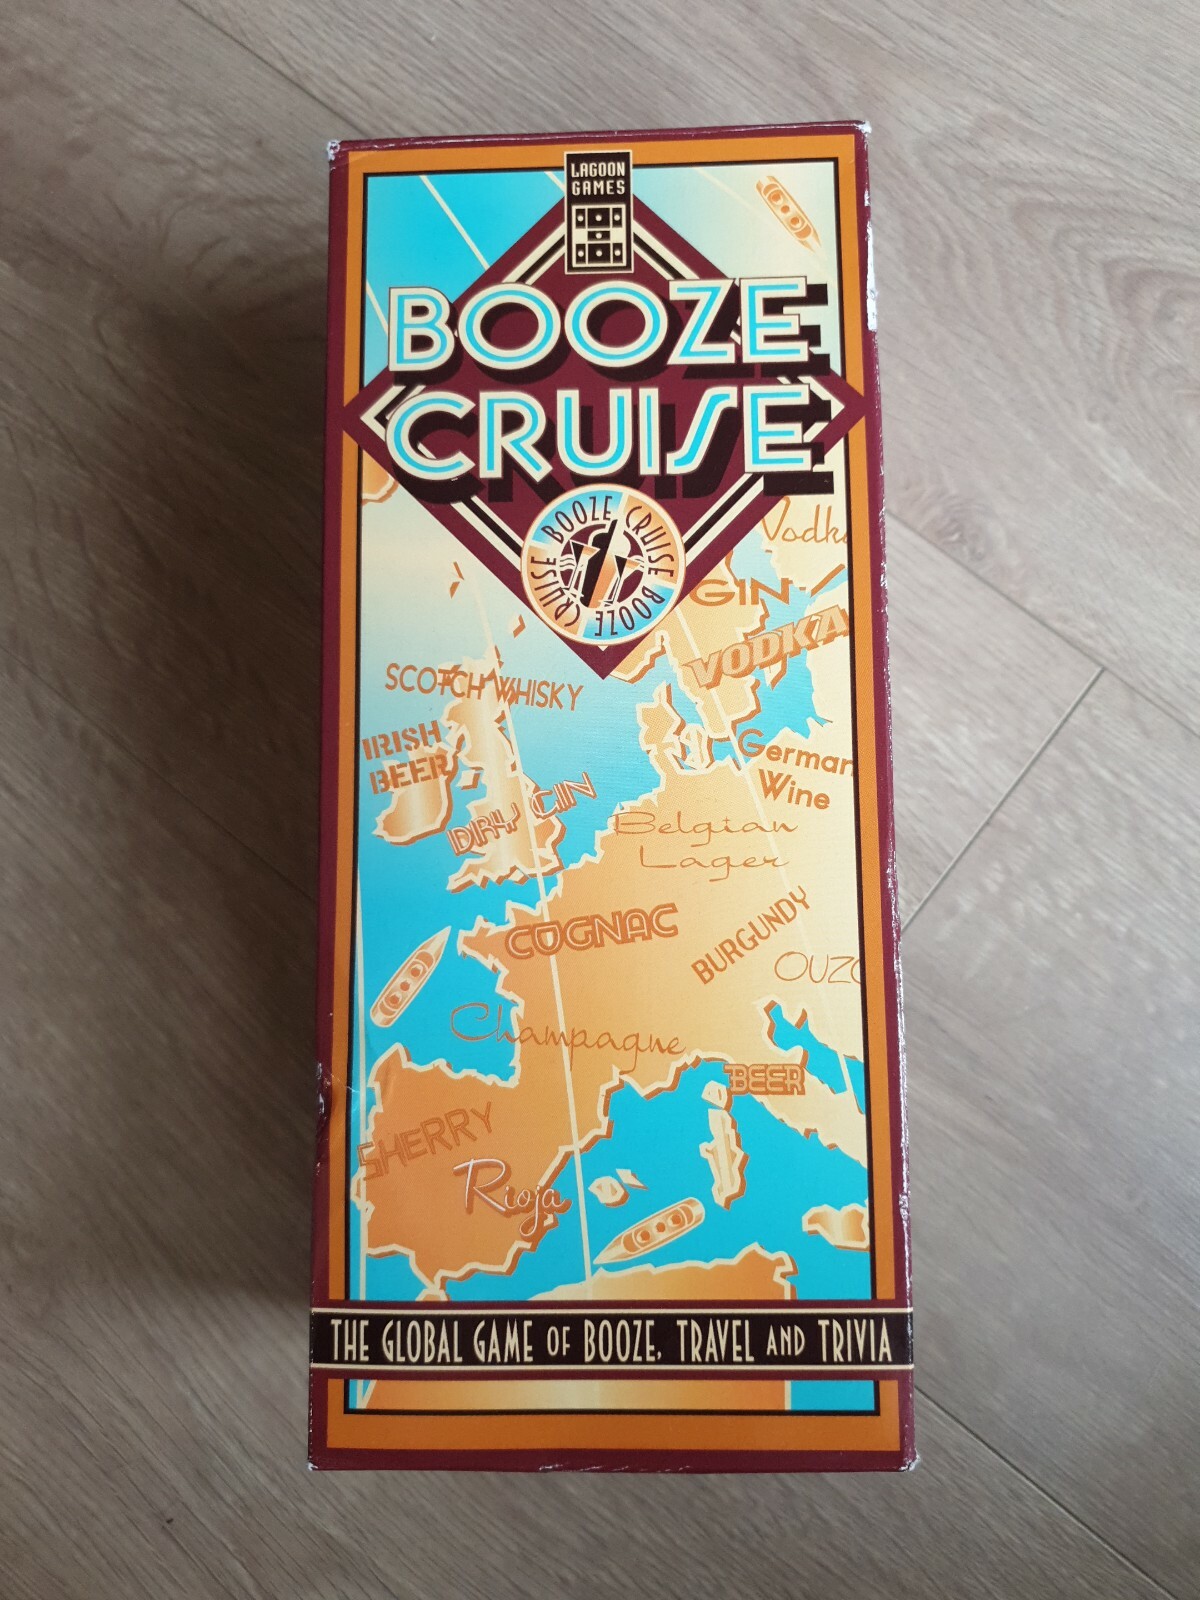 LAGOON
GAMES
BOOZE
CRUISE
BOOZE CRUISE BOOZE CRUISE
Vodka
GIN
VODKA
SCOTCH WHISKY
IRISH
BEER
German
Wine
DRY GIN
Belgian
Lager
COGNAC
BURGUNDY
OUZO
Champagne
BEER
SHERRY
Rioja
THE GLOBAL GAME OF BOOZE, TRAVEL AND TRIVIA